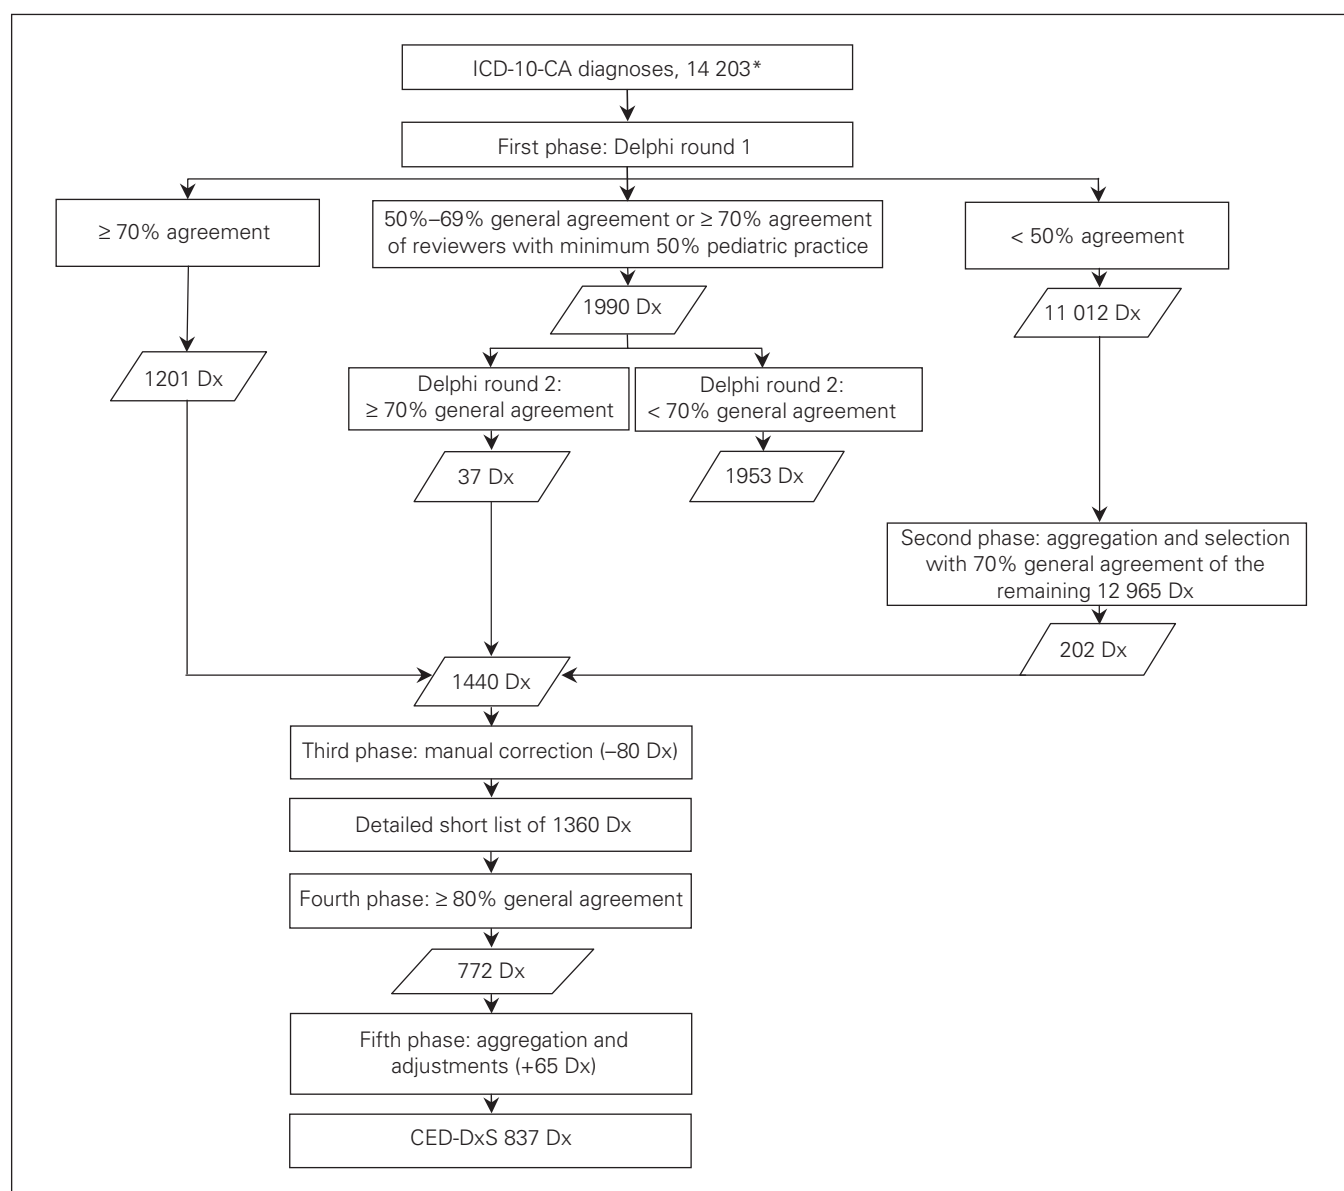 ICD-10-CA diagnoses, 14 203*
First phase: Delphi round 1
≥ 70% agreement
50%–69% general agreement or ≥ 70% agreement
of reviewers with minimum 50% pediatric practice
< 50% agreement
1990 Dx
11 012 Dx
1201 Dx
Delphi round 2:
≥ 70% general agreement
Delphi round 2:
< 70% general agreement
37 Dx
1953 Dx
Second phase: aggregation and selection
with 70% general agreement of the
remaining 12 965 Dx
202 Dx
1440 Dx
Third phase: manual correction (–80 Dx)
Detailed short list of 1360 Dx
Fourth phase: ≥ 80% general agreement
772 Dx
Fifth phase: aggregation and
adjustments (+65 Dx)
CED-DxS 837 Dx